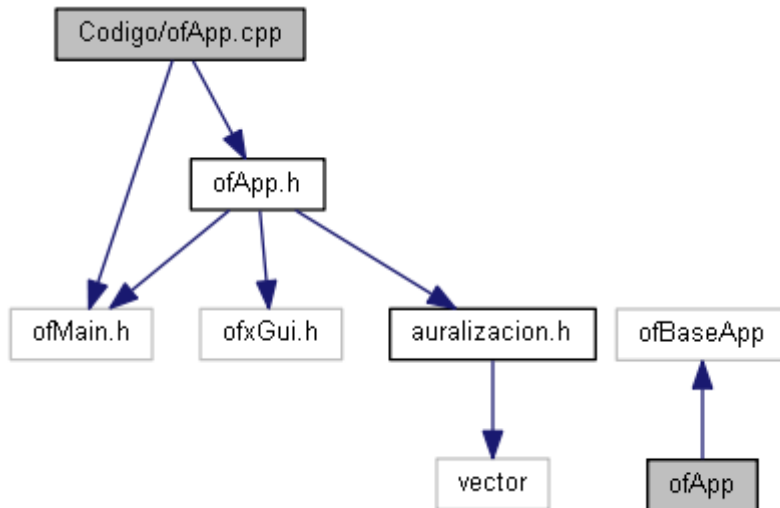 Codigo/ofApp.cpp
ofApp.h
ofMain.h
ofxGui.h
auralizacion.h
ofBaseApp
vector
ofApp